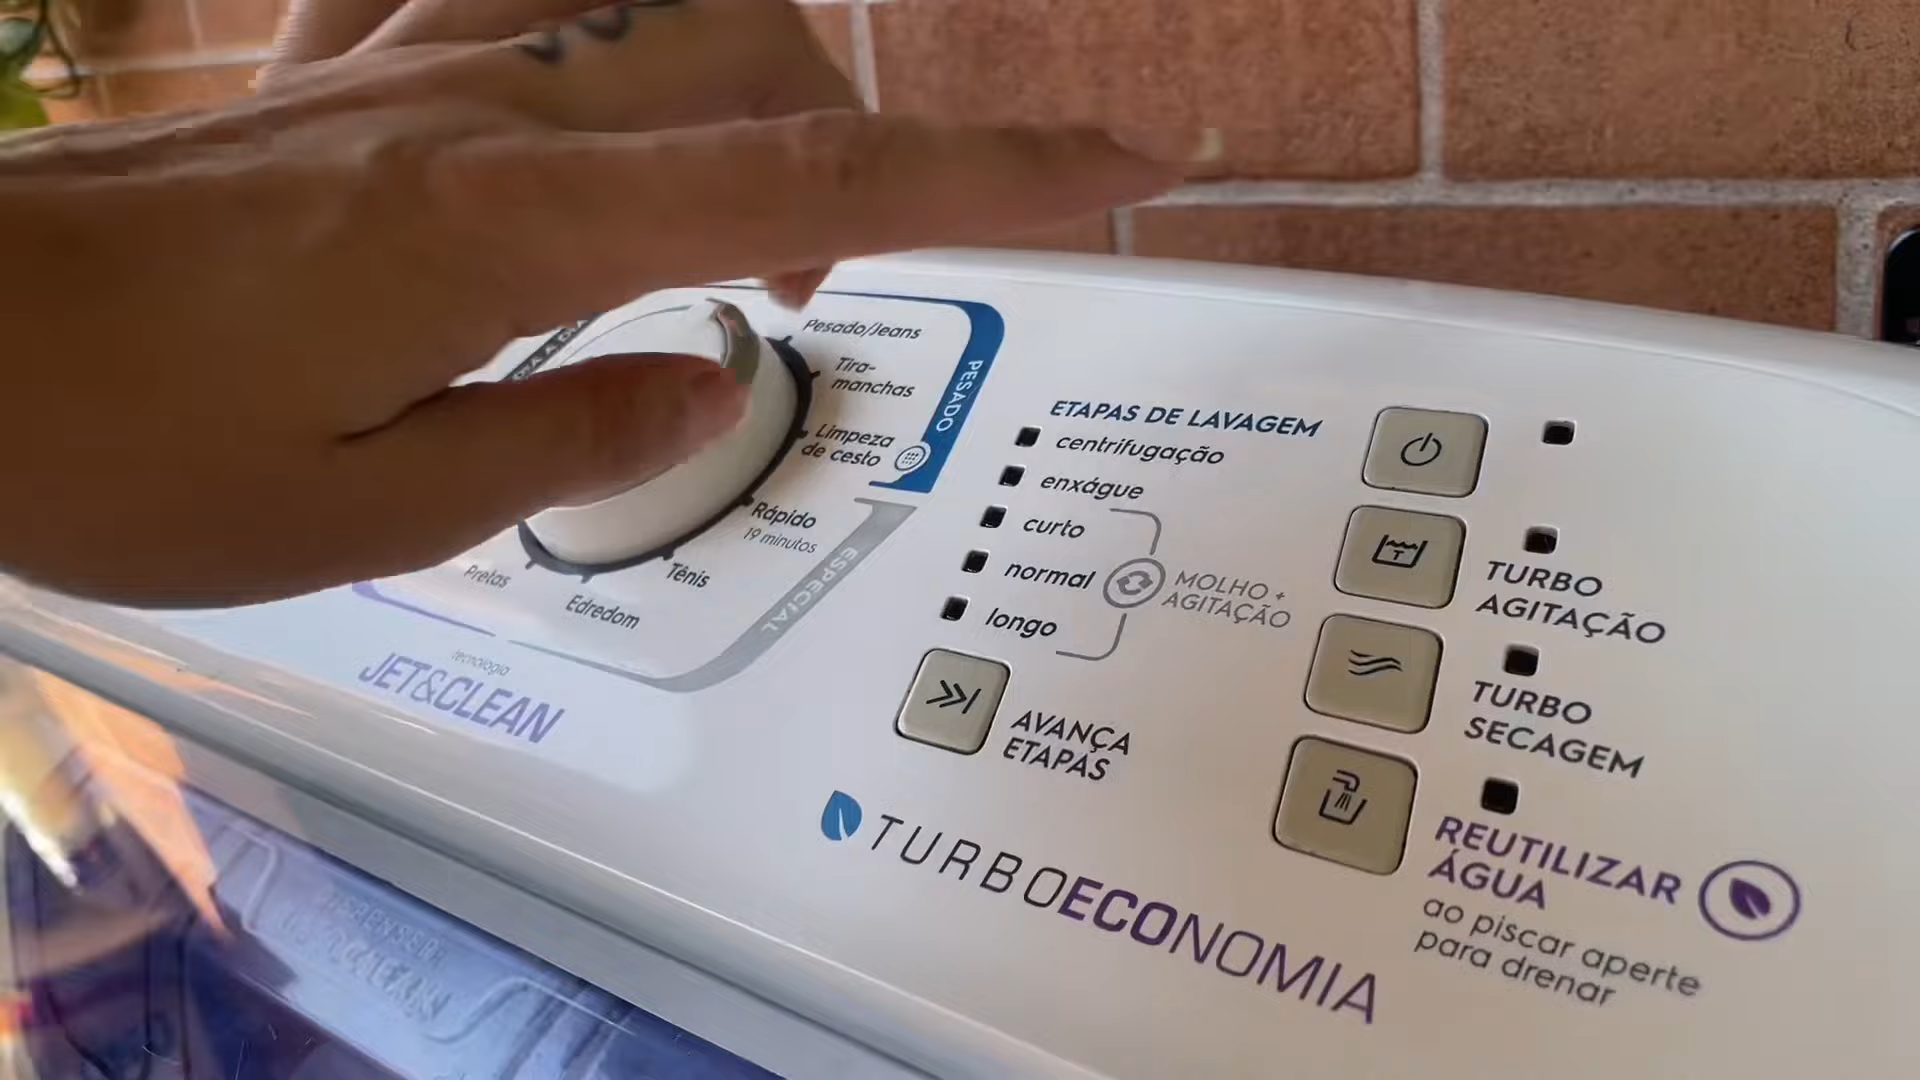 Pesado/Jeans
Tira-
manchas
Limpeza
de cesto
PESADO
Rápido
19 minutos
Tênis
Edredom
Pretas
ESPECIAL
tecnologia
JET&CLEAN
ETAPAS DE LAVAGEM
centrifugação
enxágue
curto
normal
longo
MOLHO +
AGITAÇÃO
AVANÇA
ETAPAS
TURBO
AGITAÇÃO
TURBO
SECAGEM
REUTILIZAR
ÁGUA
ao piscar aperte
para drenar
TURBOECONOMIA